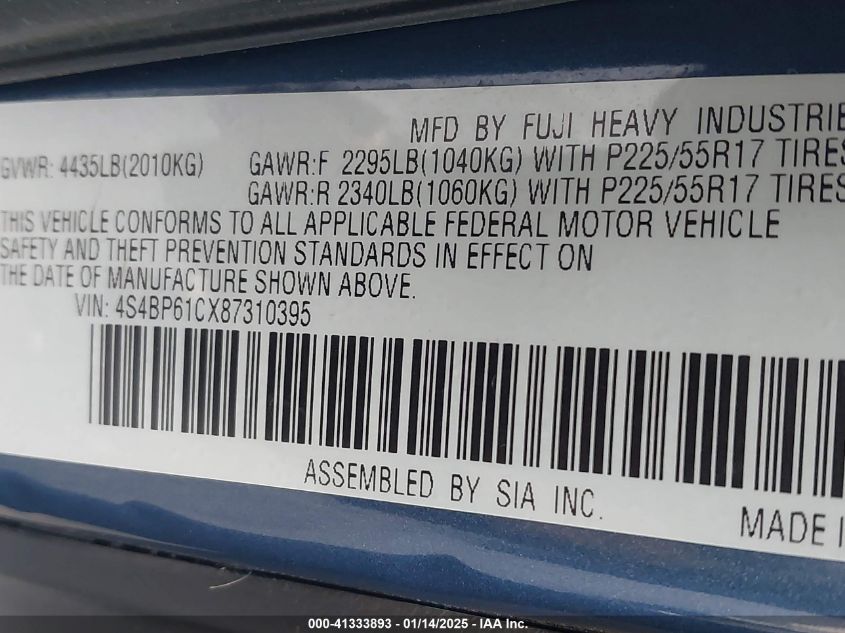 MFD BY FUJI HEAVY INDUSTRIE
GVWR: 4435LB(2010KG) GAWR:F 2295LB(1040KG) WITH P225/55R17 TIRES
GAWR:R 2340LB(1060KG) WITH P225/55R17 TIRES
THIS VEHICLE CONFORMS TO ALL APPLICABLE FEDERAL MOTOR VEHICLE
SAFETY AND THEFT PREVENTION STANDARDS IN EFFECT ON
THE DATE OF MANUFACTURE SHOWN ABOVE.
VIN: 4S4BP61CX87310395
ASSEMBLED BY SIA INC.
MADE I
000-41333893 - 01/14/2025 - IAA Inc.